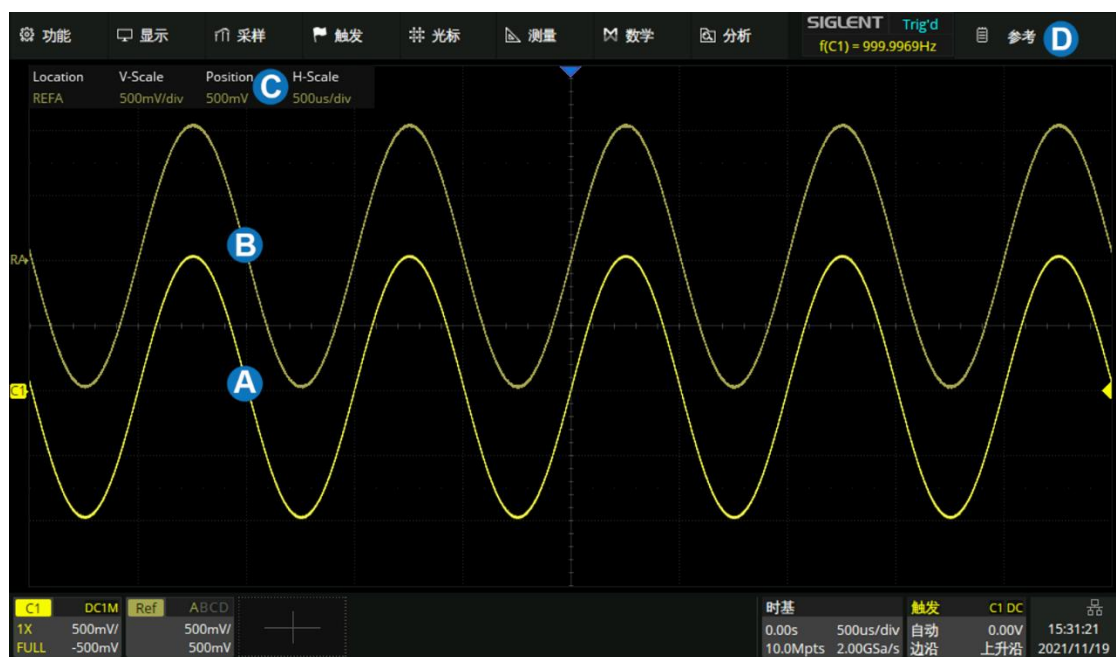 功能 显示 采样 触发 光标 测量 数学 分析 SIGLENT Trig'd f(C1) = 999.9969Hz 参考 D
Location V-Scale Position H-Scale
REFA 500mV/div 500mV 500us/div
C
B
RA
A
C1
C1 DC1M Ref ABCD 时基 触发 C1 DC
1X 500mV/ 500mV/ 0.00s 500us/div 自动 0.00V 15:31:21
FULL -500mV 500mV 10.0Mpts 2.00GSa/s 边沿 上升沿 2021/11/19